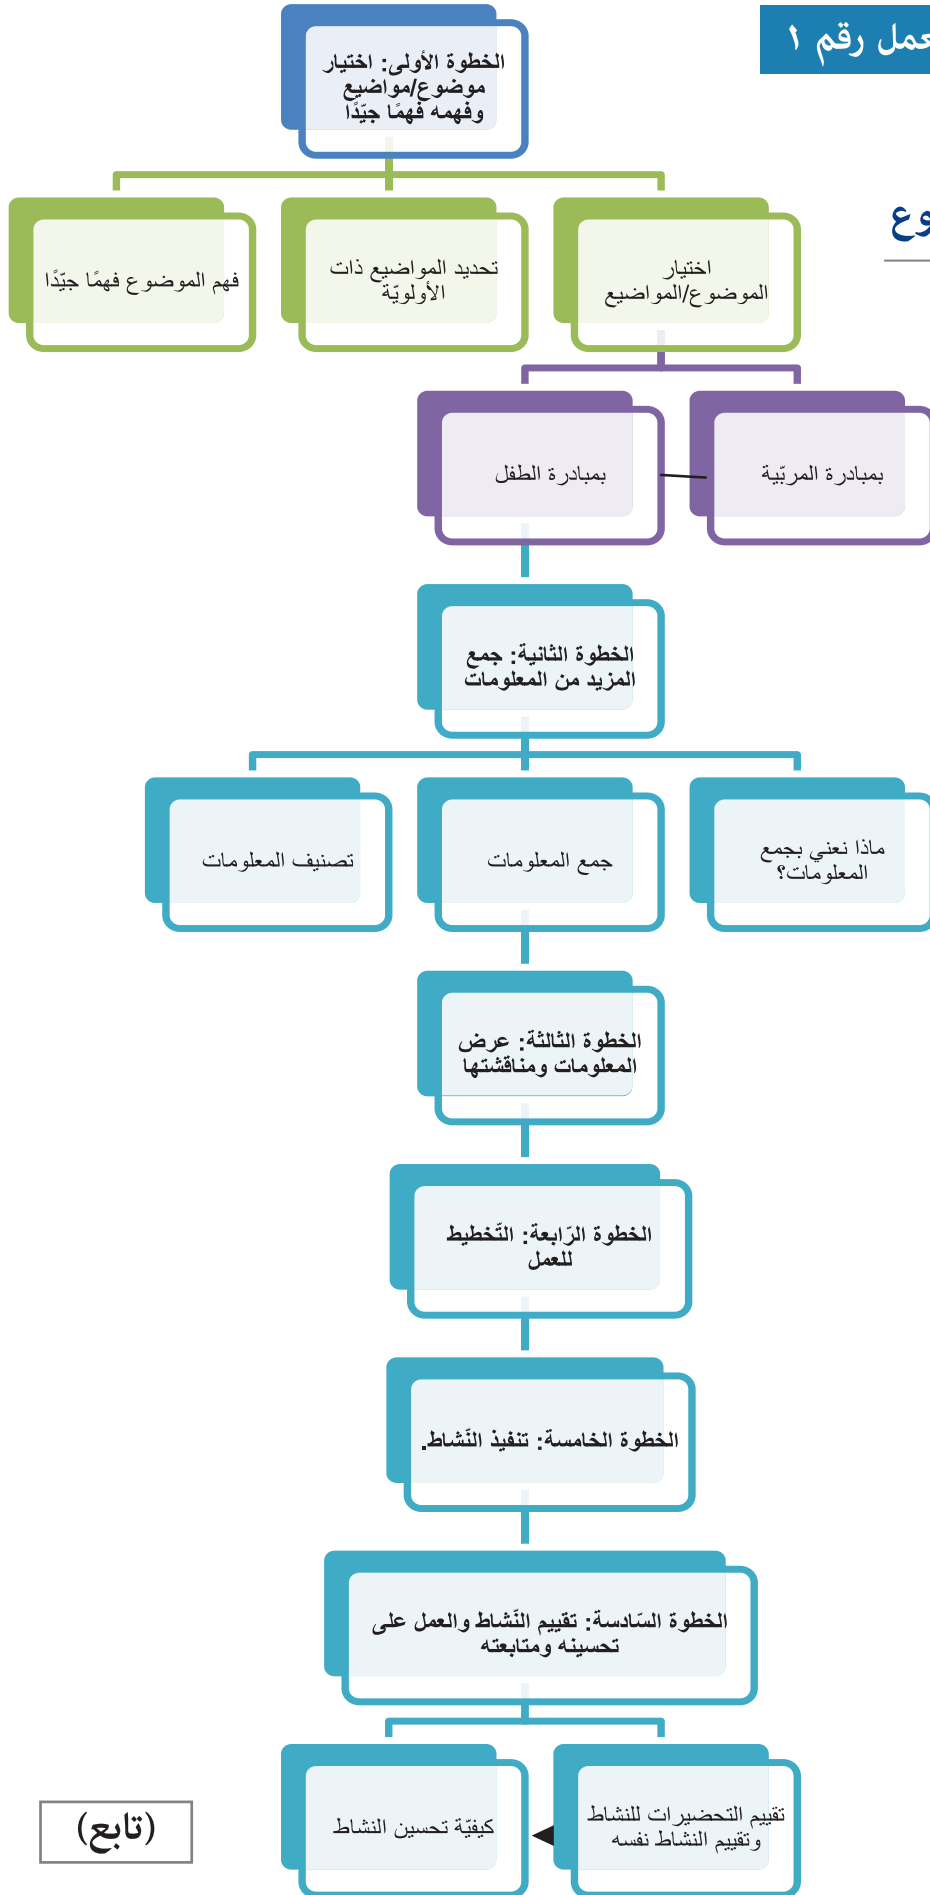 عمل رقم ١
وع
الخطوة الأولى: اختيار
موضوع/مواضيع
وفهمه فهمًا جيّدًا
اختيار
الموضوع/المواضيع
تحديد المواضيع ذات
الأولويّة
فهم الموضوع فهمًا جيّدًا
بمبادرة المربّية
بمبادرة الطفل
الخطوة الثانية: جمع
المزيد من المعلومات
ماذا نعني بجمع
المعلومات؟
جمع المعلومات
تصنيف المعلومات
الخطوة الثالثة: عرض
المعلومات ومناقشتها
الخطوة الرّابعة: التّخطيط
للعمل
الخطوة الخامسة: تنفيذ النّشاط.
الخطوة السّادسة: تقييم النّشاط والعمل على
تحسينه ومتابعته
تقييم التحضيرات للنشاط
وتقييم النشاط نفسه
كيفيّة تحسين النشاط
(تابع)